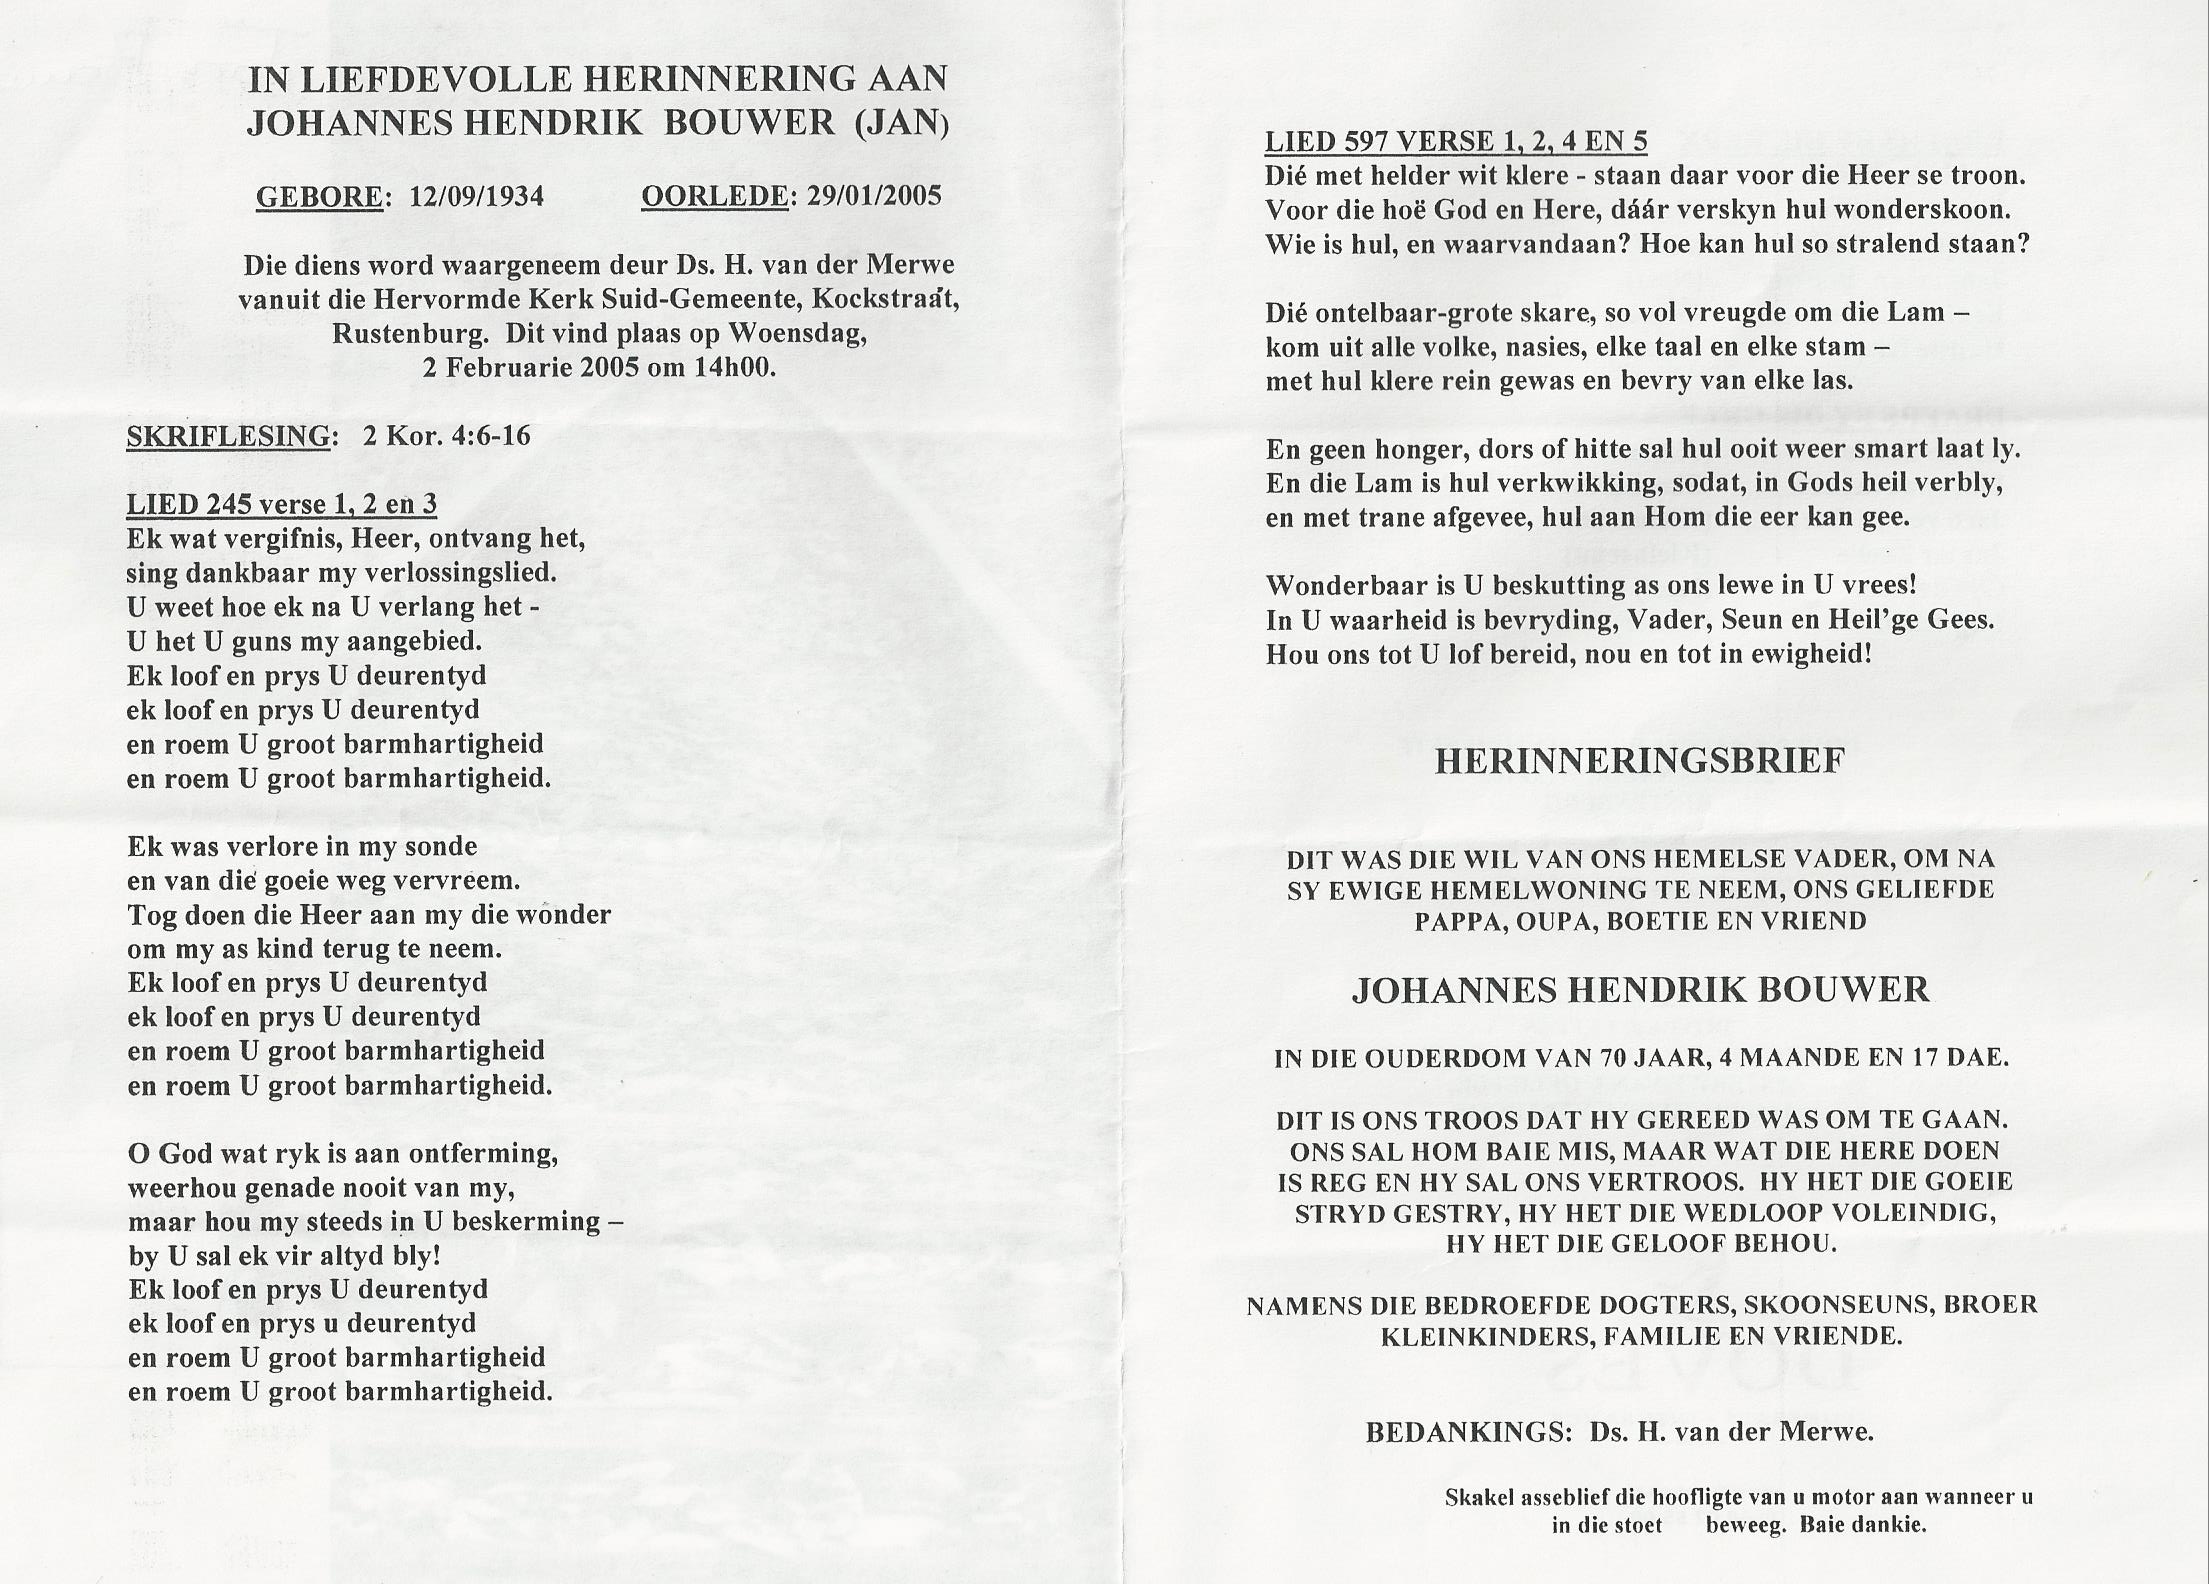 IN LIEFDEVOLLE HERINNERING AAN
JOHANNES HENDRIK BOUWER (JAN)
GEBORE: 12/09/1934 OORLEDE: 29/01/2005
Die diens word waargeneem deur Ds. H. van der Merwe
vanuit die Hervormde Kerk Suid-Gemeente, Kockstraat,
Rustenburg. Dit vind plaas op Woensdag,
2 Februarie 2005 om 14h00.
SKRIFLESING: 2 Kor. 4:6-16
LIED 245 verse 1, 2 en 3
Ek wat vergifnis, Heer, ontvang het,
sing dankbaar my verlossingslied.
U weet hoe ek na U verlang het -
U het U guns my aangebied.
Ek loof en prys U deurentyd
ek loof en prys U deurentyd
en roem U groot barmhartigheid
en roem U groot barmhartigheid.
Ek was verlore in my sonde
en van die goeie weg vervreem.
Tog doen die Heer aan my die wonder
om my as kind terug te neem.
Ek loof en prys U deurentyd
ek loof en prys U deurentyd
en roem U groot barmhartigheid
en roem U groot barmhartigheid.
O God wat ryk is aan ontferming,
weerhou genade nooit van my,
maar hou my steeds in U beskerming –
by U sal ek vir altyd bly!
Ek loof en prys U deurentyd
ek loof en prys u deurentyd
en roem U groot barmhartigheid
en roem U groot barmhartigheid.
LIED 597 VERSE 1, 2, 4 EN 5
Dié met helder wit klere - staan daar voor die Heer se troon.
Voor die hoë God en Here, dáár verskyn hul wonderskoon.
Wie is hul, en waarvandaan? Hoe kan hul so stralend staan?
Dié ontelbaar-grote skare, so vol vreugde om die Lam –
kom uit alle volke, nasies, elke taal en elke stam –
met hul klere rein gewas en bevry van elke las.
En geen honger, dors of hitte sal hul ooit weer smart laat ly.
En die Lam is hul verkwikking, sodat, in Gods heil verbly,
en met trane afgevee, hul aan Hom die eer kan gee.
Wonderbaar is U beskutting as ons lewe in U vrees!
In U waarheid is bevryding, Vader, Seun en Heil’ge Gees.
Hou ons tot U lof bereid, nou en tot in ewigheid!
HERINNERINGSBRIEF
DIT WAS DIE WIL VAN ONS HEMELSE VADER, OM NA
SY EWIGE HEMELWONING TE NEEM, ONS GELIEFDE
PAPPA, OUPA, BOETIE EN VRIEND
JOHANNES HENDRIK BOUWER
IN DIE OUDERDOM VAN 70 JAAR, 4 MAANDE EN 17 DAE.
DIT IS ONS TROOS DAT HY GEREED WAS OM TE GAAN.
ONS SAL HOM BAIE MIS, MAAR WAT DIE HERE DOEN
IS REG EN HY SAL ONS VERTROOS. HY HET DIE GOEIE
STRYD GESTRY, HY HET DIE WEDLOOP VOLEINDIG,
HY HET DIE GELOOF BEHOU.
NAMENS DIE BEDROEFDE DOGTERS, SKOONSEUNS, BROER
KLEINKINDERS, FAMILIE EN VRIENDE.
BEDANKINGS: Ds. H. van der Merwe.
Skakel asseblief die hoofligte van u motor aan wanneer u
in die stoet beweeg. Baie dankie.